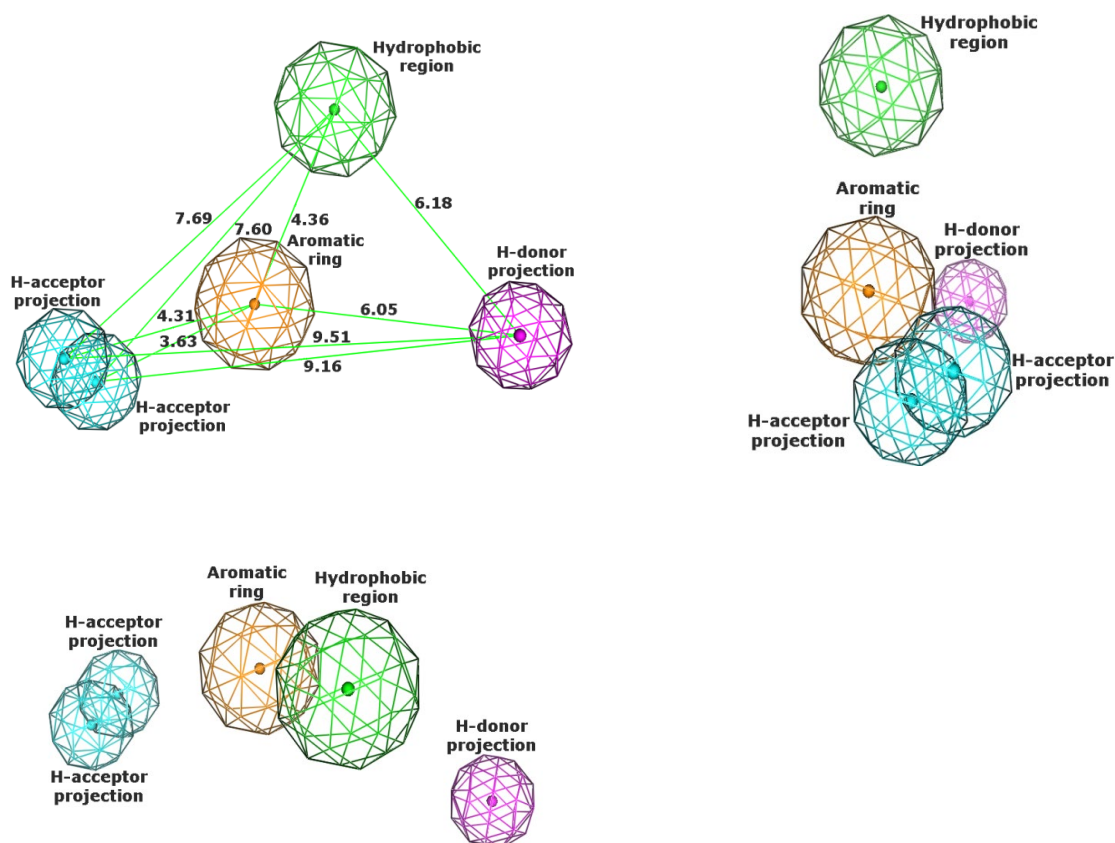 Hydrophobic
region
7.69
7.60
4.36
6.18
Aromatic
ring
H-acceptor
projection
H-donor
projection
4.31
3.63
6.05
9.51
9.16
H-acceptor
projection
Hydrophobic
region
Aromatic
ring
H-donor
projection
H-acceptor
projection
H-acceptor
projection
Aromatic
ring
Hydrophobic
region
H-acceptor
projection
H-acceptor
projection
H-donor
projection